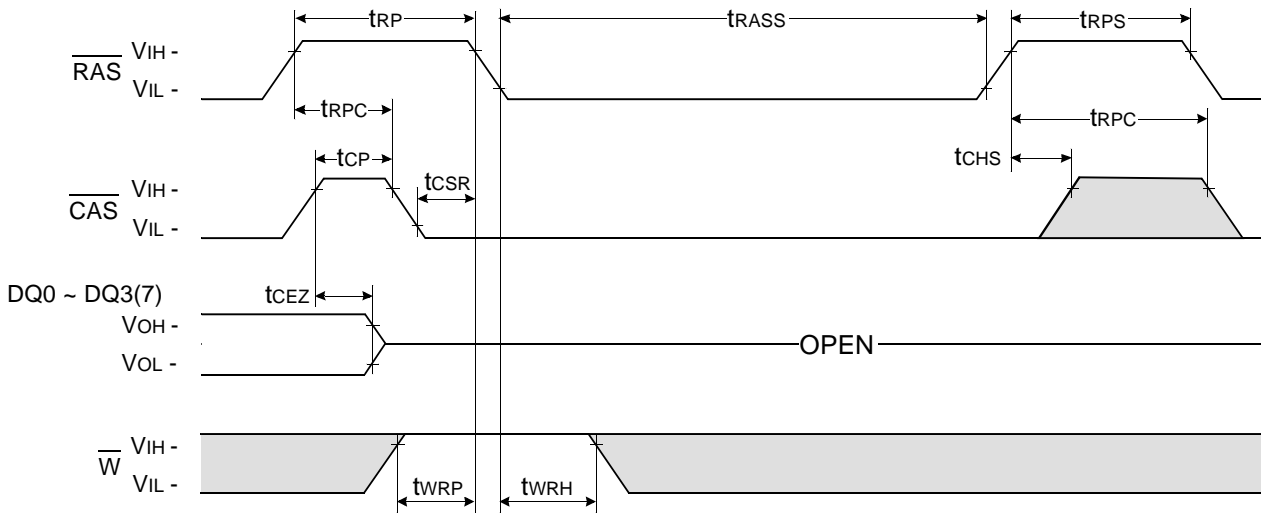 tRP
tRASS
tRPS
RAS
VIH -
VIL -
tRPC
tRPC
tCP
tCSR
tCHS
CAS
VIH -
VIL -
DQ0 ~ DQ3(7)
tCEZ
VOH -
VOL -
OPEN
W
VIH -
VIL -
tWRP
tWRH